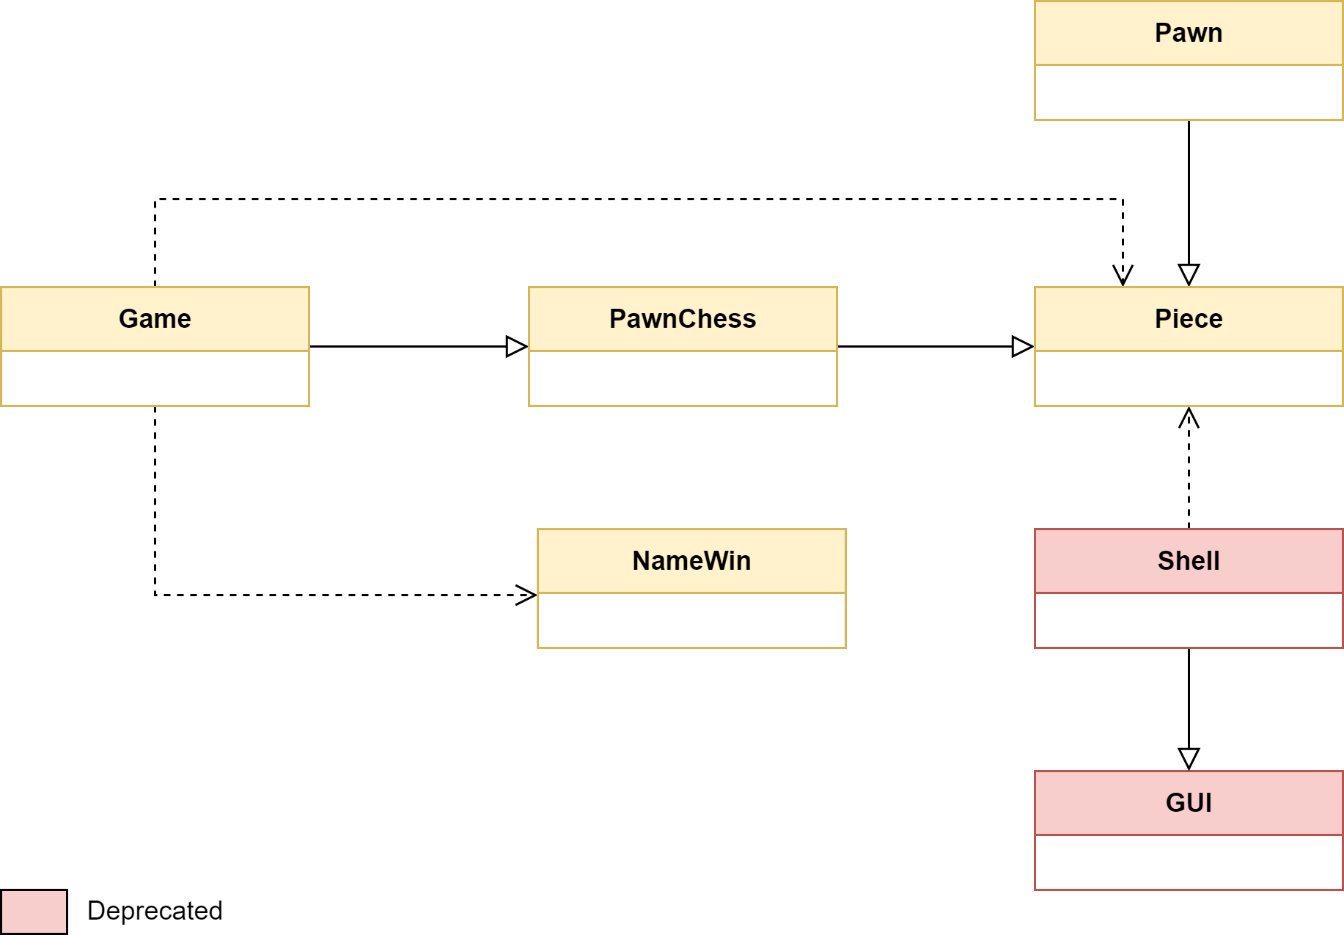 Pawn
Game
PawnChess
Piece
NameWin
Shell
GUI
Deprecated